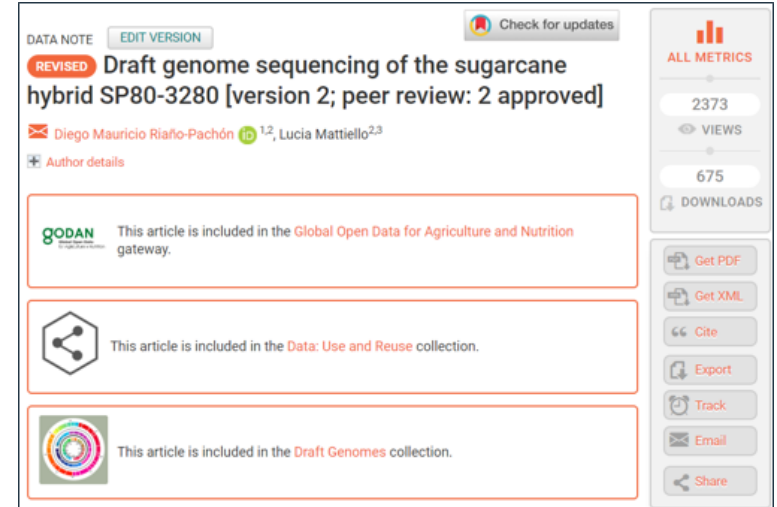 Check for updates
DATA NOTE EDIT VERSION
REVISED Draft genome sequencing of the sugarcane
hybrid SP80-3280 [version 2; peer review: 2 approved]
Diego Mauricio Riaño-Pachón iD 1,2, Lucia Mattiello2,3
Author details
GODAN
This article is included in the Global Open Data for Agriculture and Nutrition
gateway.
This article is included in the Data: Use and Reuse collection.
This article is included in the Draft Genomes collection.
ALL METRICS
2373
VIEWS
675
DOWNLOADS
Get PDF
Get XML
Cite
Export
Track
Email
Share